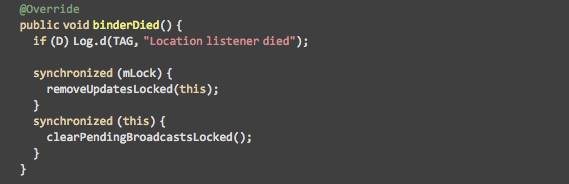 @Override
public void binderDied() {
  if (D) Log.d(TAG, "Location listener died");

  synchronized (mLock) {
    removeUpdatesLocked(this);
  }
  synchronized (this) {
    clearPendingBroadcastsLocked();
  }
}